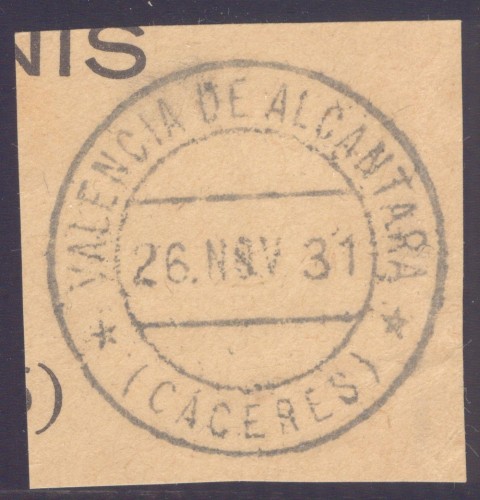 NIS
VALENCIA DE ALCANTARA
26.NOV 31
(CACERES)
)